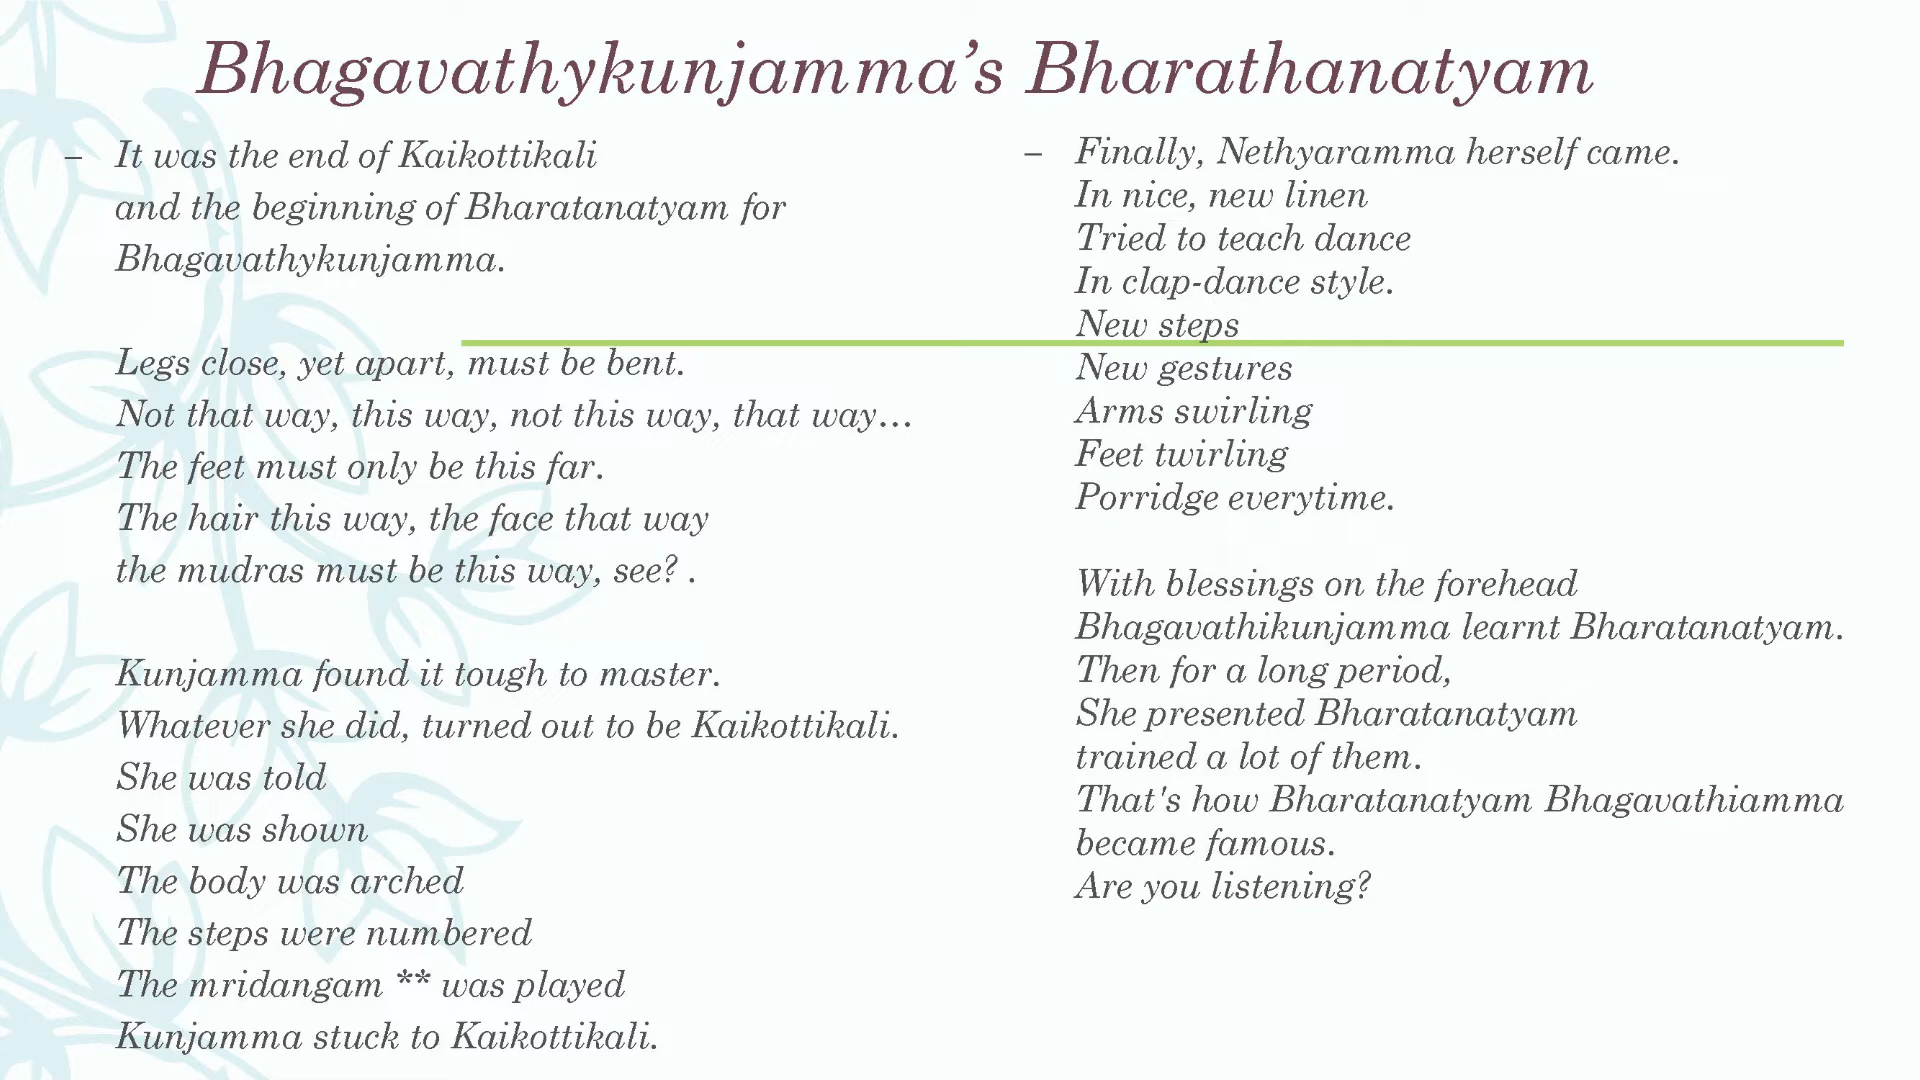 Bhagavathykunjamma’s Bharathanatyam
– It was the end of Kaikottikali
and the beginning of Bharatanatyam for
Bhagavathykunjamma.
Legs close, yet apart, must be bent.
Not that way, this way, not this way, that way…
The feet must only be this far.
The hair this way, the face that way
the mudras must be this way, see? .
Kunjamma found it tough to master.
Whatever she did, turned out to be Kaikottikali.
She was told
She was shown
The body was arched
The steps were numbered
The mridangam ** was played
Kunjamma stuck to Kaikottikali.
– Finally, Nethyaramma herself came.
In nice, new linen
Tried to teach dance
In clap-dance style.
New steps
New gestures
Arms swirling
Feet twirling
Porridge everytime.
With blessings on the forehead
Bhagavathikunjamma learnt Bharatanatyam.
Then for a long period,
She presented Bharatanatyam
trained a lot of them.
That's how Bharatanatyam Bhagavathiamma
became famous.
Are you listening?